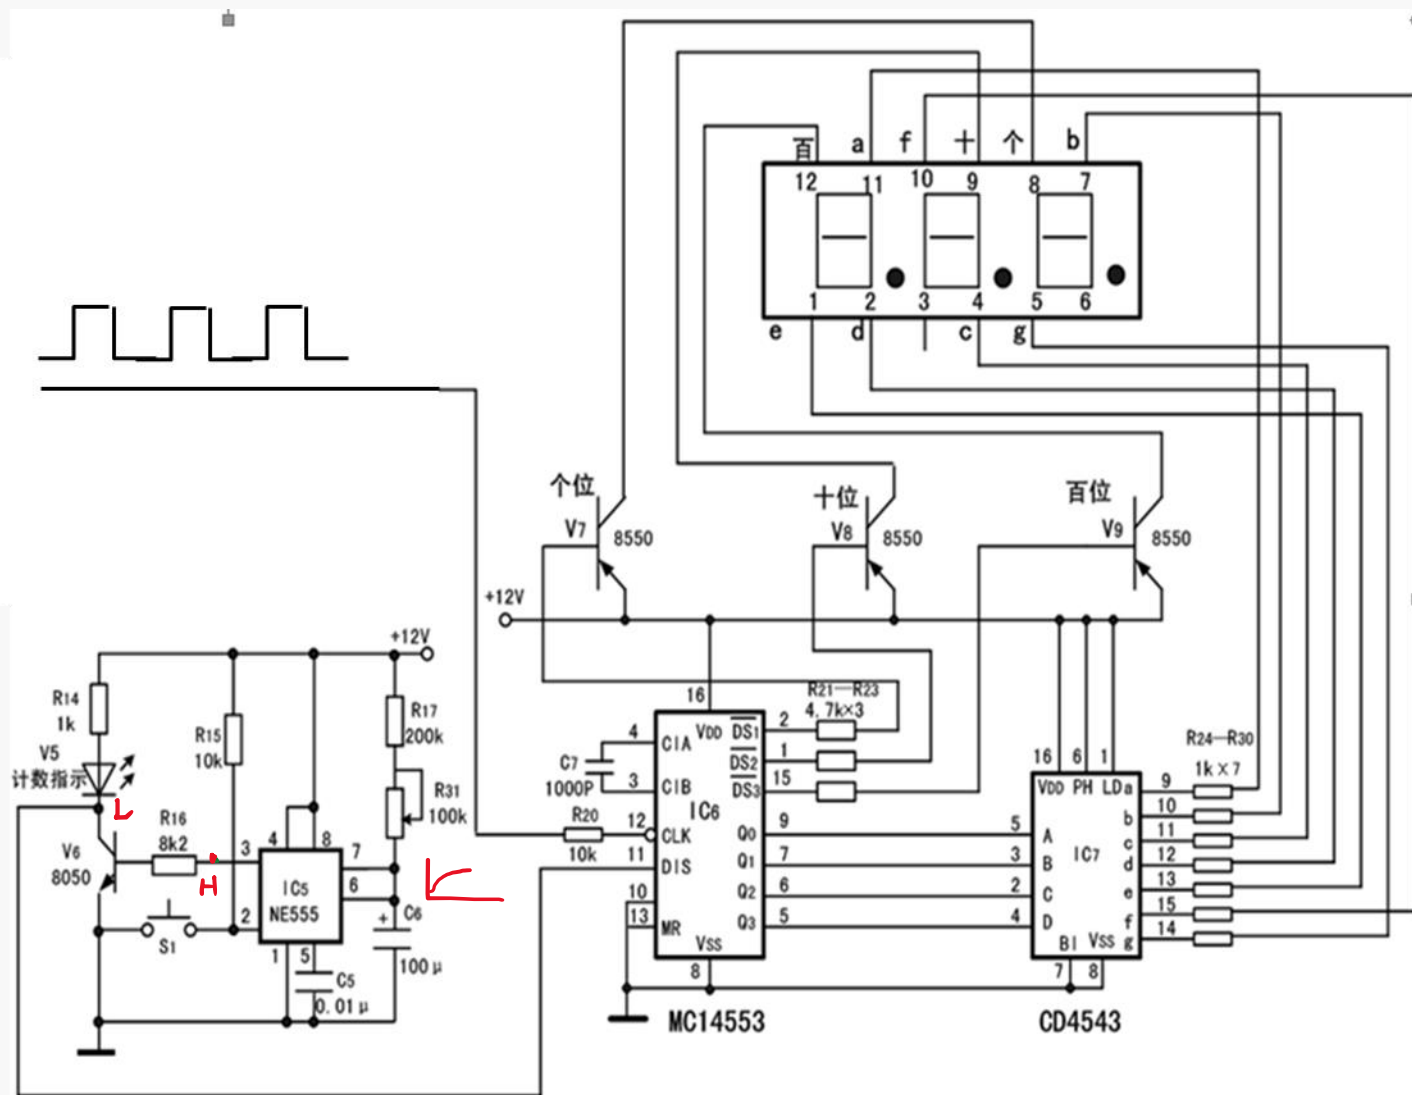 百 a f 十 个 b
12 11 10 9 8 7
1 2 3 4 5 6
e d c g
个位
V7
8550
十位
V8
8550
百位
V9
8550
+12V
+12V
R14
1k
V5
计数指示
L
R15
10k
R17
200k
R31
100k
R16
8k2
H
V6
8050
S1
4 8
3
7
6
2
IC5
NE555
1 5
C5
0.01μ
+
C6
100μ
16
R21—R23
4.7k×3
C7
1000P
4
3
R20
10k
12
11
10
13
CIA
CIB
CLK
DIS
MR
VDD
IC6
DS1
DS2
DS3
Q0
Q1
Q2
Q3
VSS
2
1
15
9
7
6
5
8
MC14553
5
3
2
4
16 6 1
VDD PH LD
A
B
C
D
IC7
a
b
c
d
e
f
g
BI VSS
7 8
R24—R30
1k×7
9
10
11
12
13
15
14
CD4543